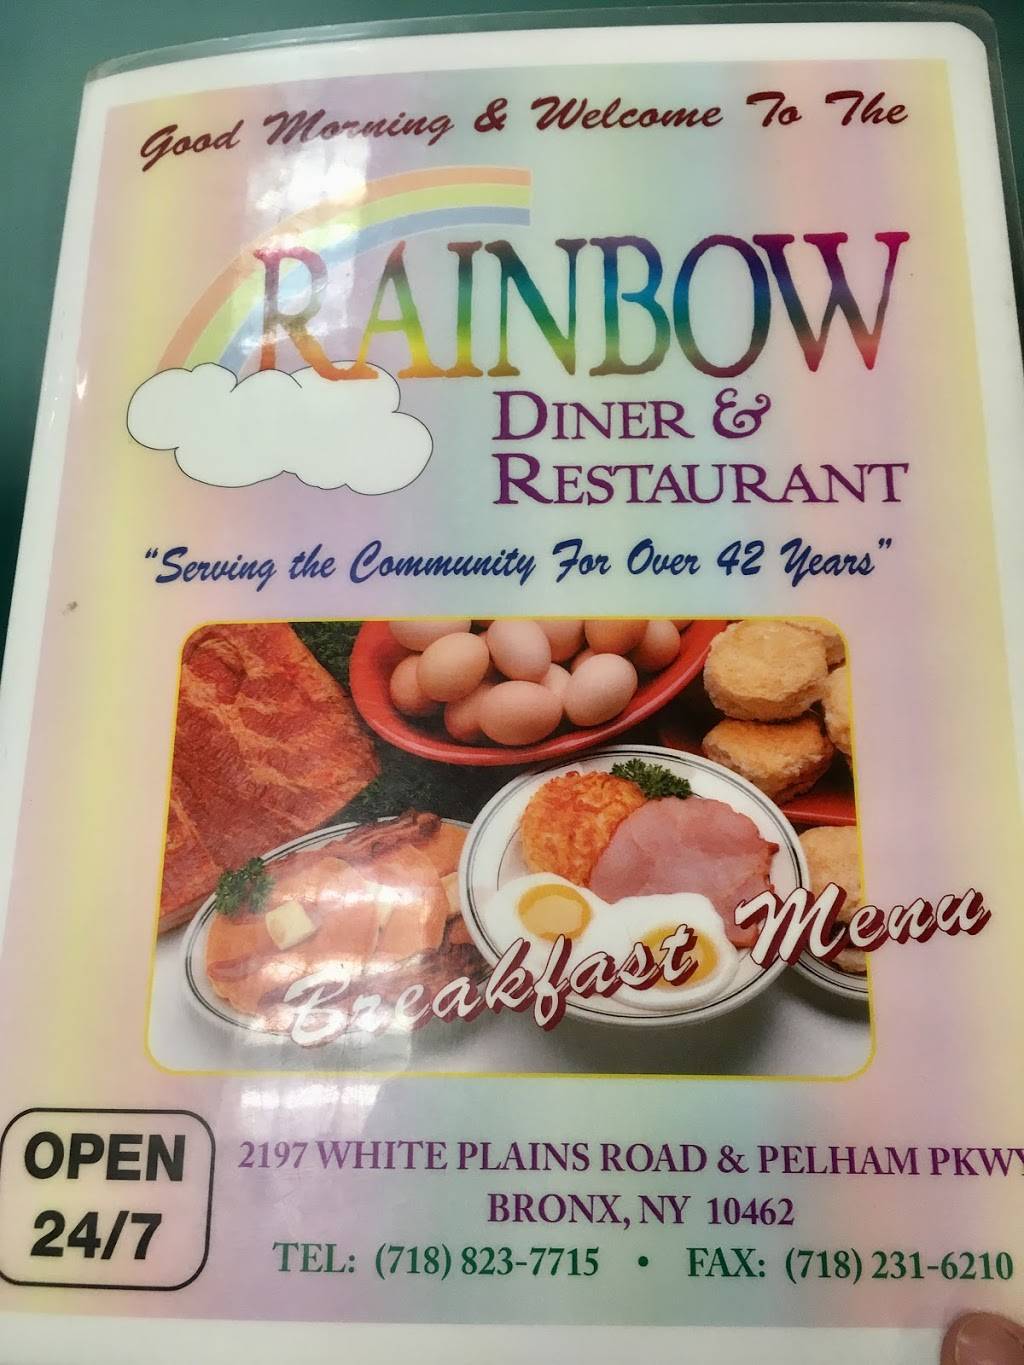 Good Morning & Welcome To The
RAINBOW
DINER &
RESTAURANT
"Serving the Community For Over 42 Years"
Breakfast Menu
OPEN
24/7
2197 WHITE PLAINS ROAD & PELHAM PKWY
BRONX, NY 10462
TEL: (718) 823-7715 • FAX: (718) 231-6210